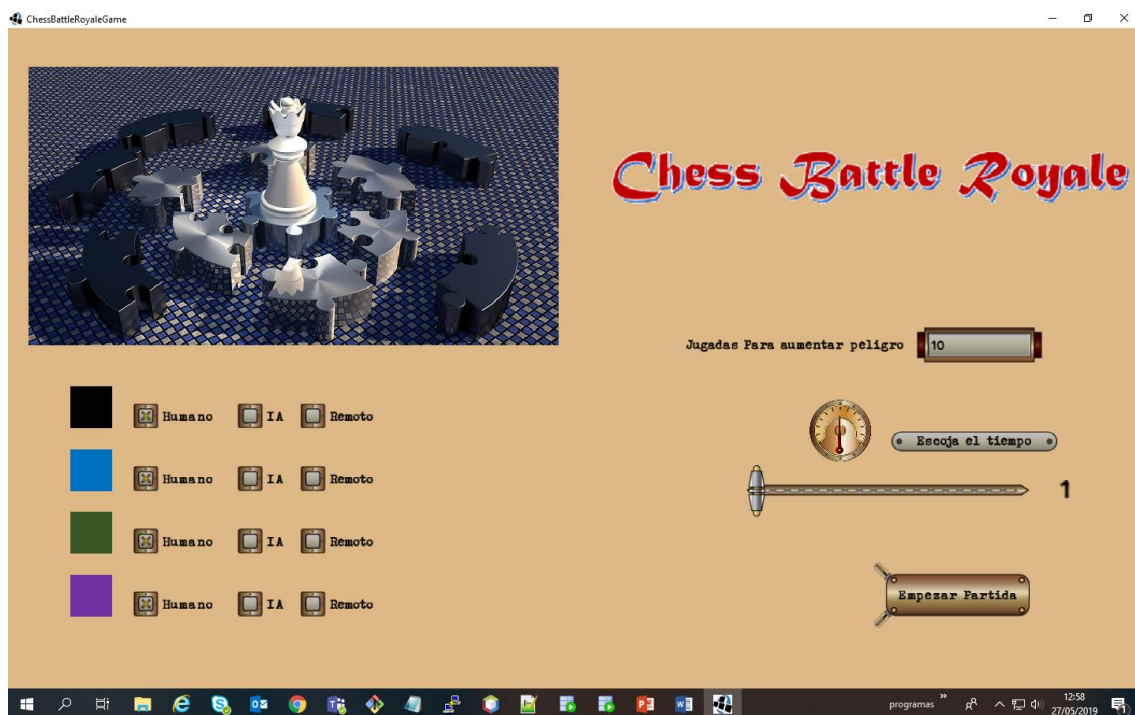 ChessBattleRoyaleGame
Chess Battle Royale
Jugadas Para aumentar peligro 10
Humano IA Remoto
Escoja el tiempo
Humano IA Remoto
1
Humano IA Remoto
Humano IA Remoto
Empezar Partida
programas
12:58
27/05/2019